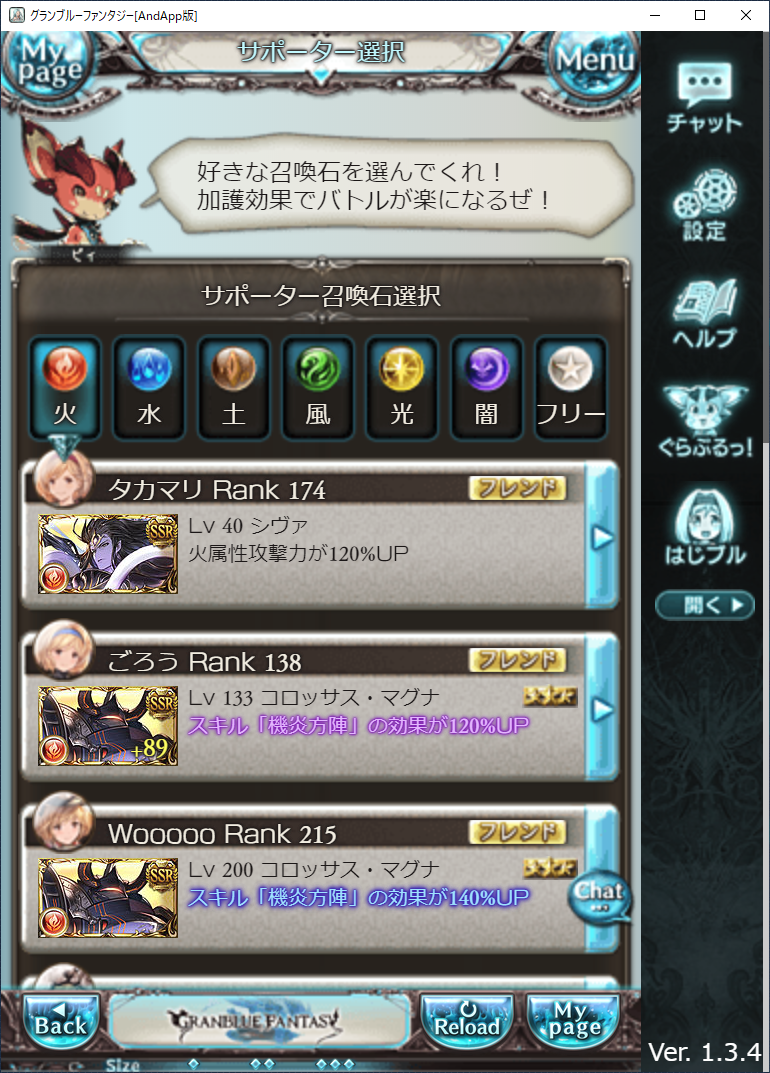 グランブルーファンタジー[AndApp版]
My page
サポーター選択
Menu
チャット
設定
ヘルプ
ぐらぶるっ!
はじブル
開く
好きな召喚石を選んでくれ!
加護効果でバトルが楽になるぜ!
ビィ
サポーター召喚石選択
火 水 土 風 光 闇 フリー
タカマリ Rank 174 フレンド
SSR
Lv 40 シヴァ
火属性攻撃力が120%UP
ごろう Rank 138 フレンド
SSR
+89
Lv 133 コロッサス・マグナ
スキル「機炎方陣」の効果が120%UP
Wooooo Rank 215 フレンド
SSR
Lv 200 コロッサス・マグナ
スキル「機炎方陣」の効果が140%UP
Chat
Back
GRANBLUE FANTASY
Reload
My page
Size
Ver. 1.3.4